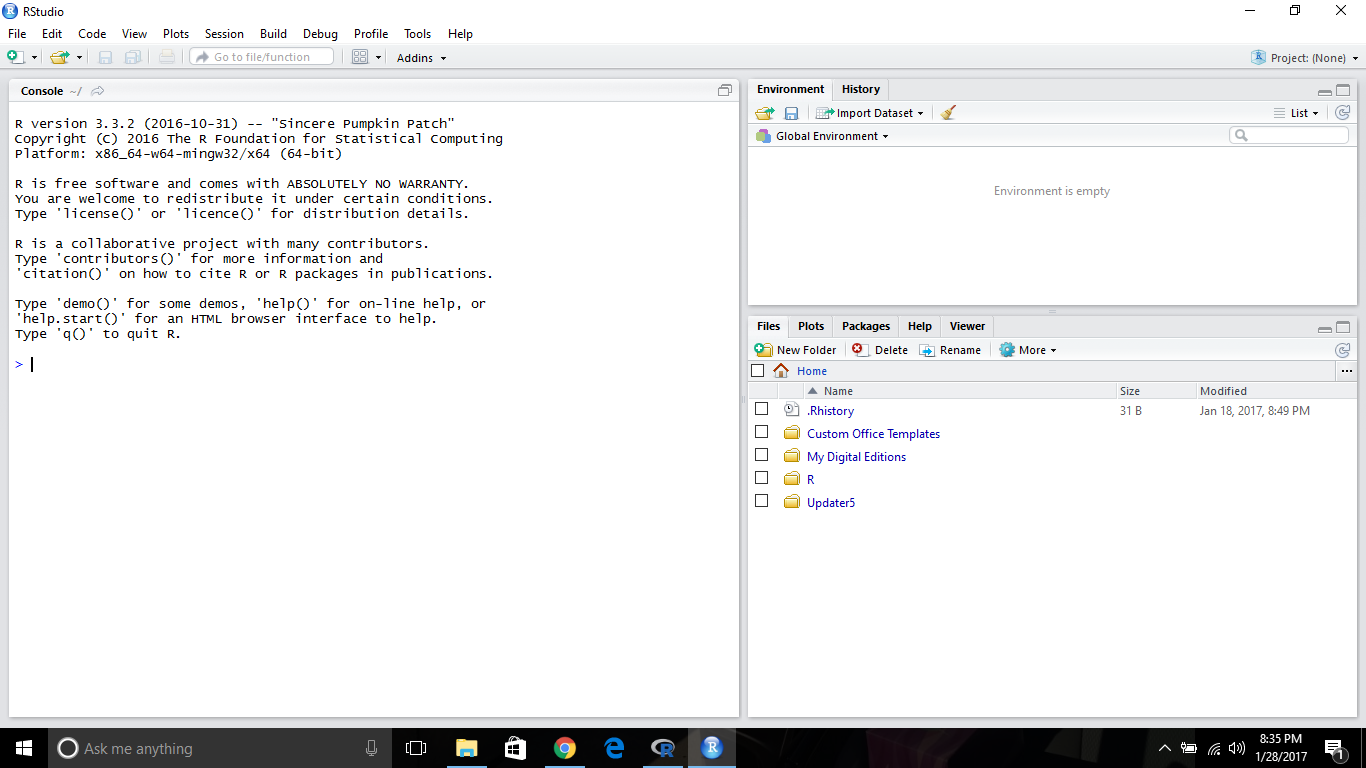 RStudio
File Edit Code View Plots Session Build Debug Profile Tools Help
Go to file/function Addins Project: (None)
Console ~/
R version 3.3.2 (2016-10-31) -- "Sincere Pumpkin Patch"
Copyright (C) 2016 The R Foundation for Statistical Computing
Platform: x86_64-w64-mingw32/x64 (64-bit)
R is free software and comes with ABSOLUTELY NO WARRANTY.
You are welcome to redistribute it under certain conditions.
Type 'license()' or 'licence()' for distribution details.
R is a collaborative project with many contributors.
Type 'contributors()' for more information and
'citation()' on how to cite R or R packages in publications.
Type 'demo()' for some demos, 'help()' for on-line help, or
'help.start()' for an HTML browser interface to help.
Type 'q()' to quit R.
>
Environment History
Import Dataset List
Global Environment
Environment is empty
Files Plots Packages Help Viewer
New Folder Delete Rename More
Home ...
Name Size Modified
.Rhistory 31 B Jan 18, 2017, 8:49 PM
Custom Office Templates
My Digital Editions
R
Updater5
Ask me anything
8:35 PM
1/28/2017
1